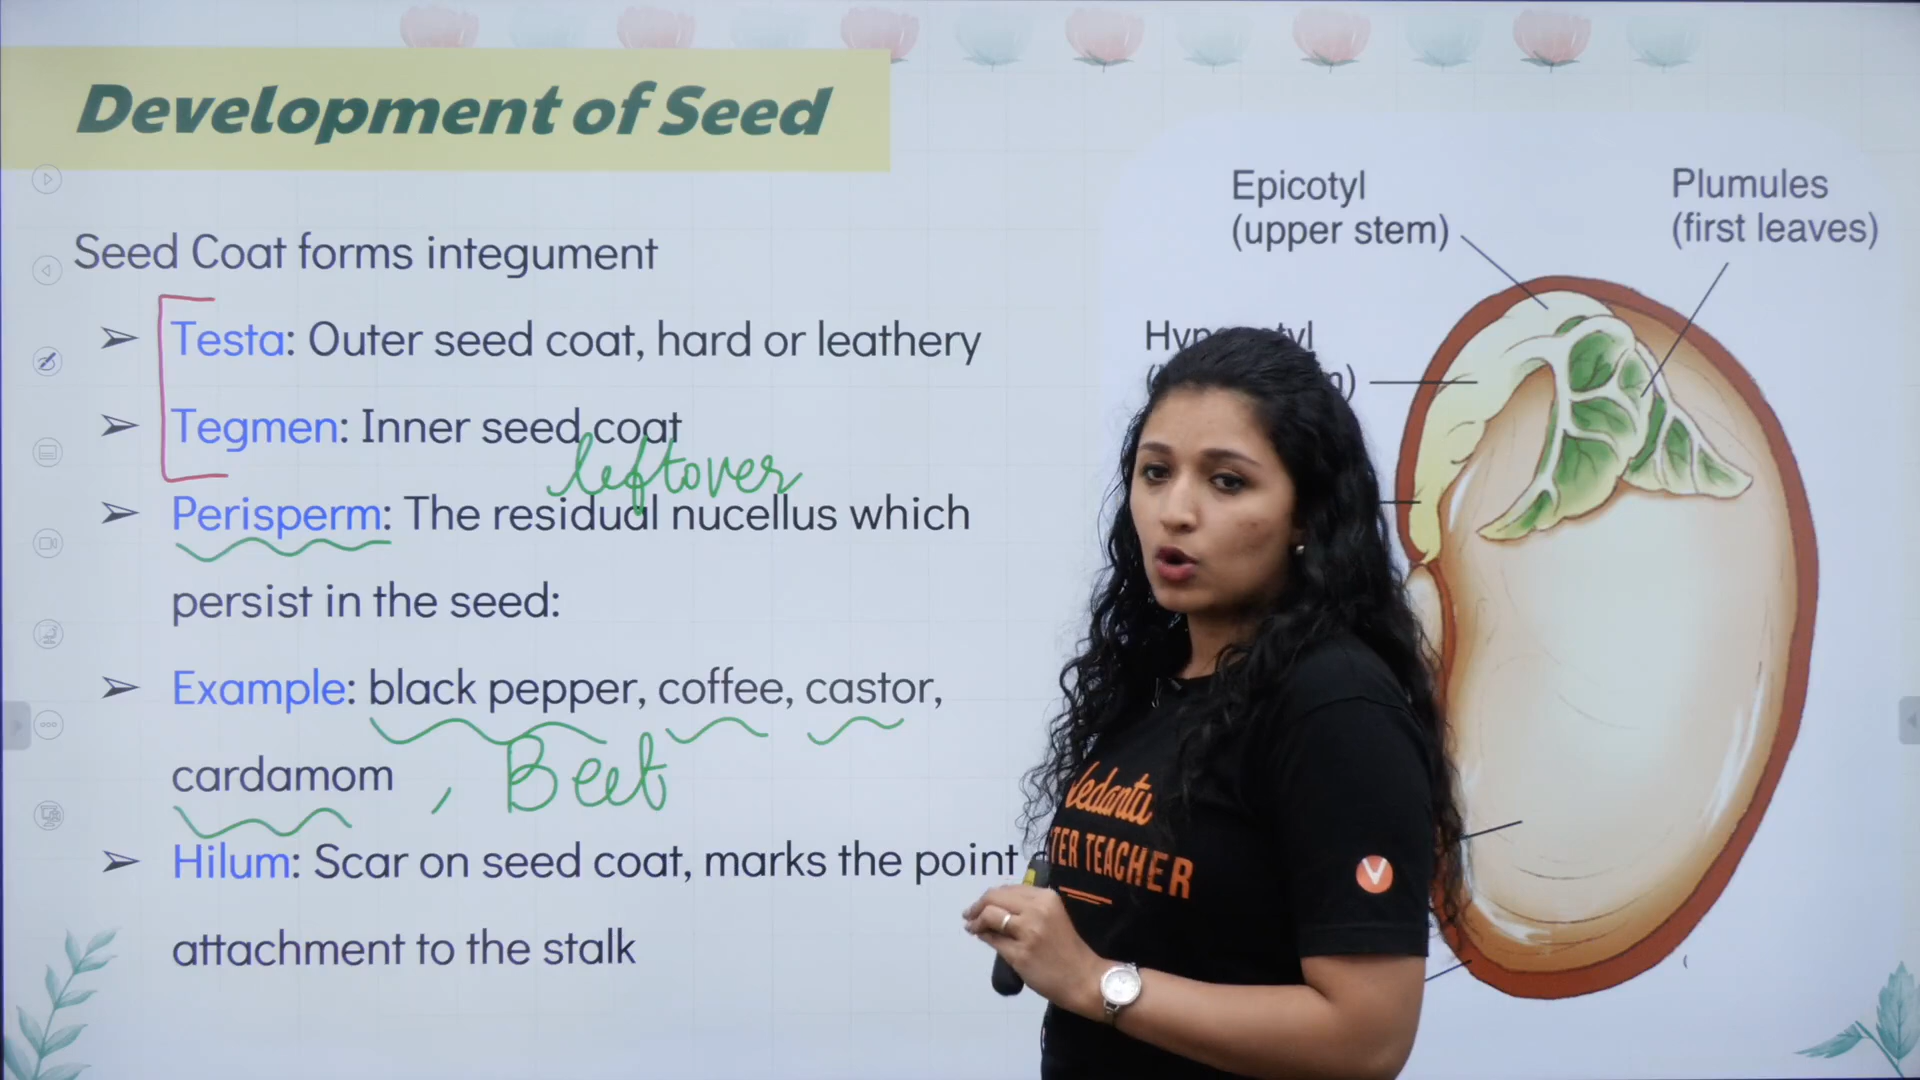 Development of Seed
Seed Coat forms integument
➢ Testa: Outer seed coat, hard or leathery
➢ Tegmen: Inner seed coat
leftover
➢ Perisperm: The residual nucellus which
persist in the seed:
➢ Example: black pepper, coffee, castor,
cardamom , Beet
➢ Hilum: Scar on seed coat, marks the point
attachment to the stalk
Epicotyl
(upper stem)
Plumules
(first leaves)
Vedantu
TER TEACHER
V